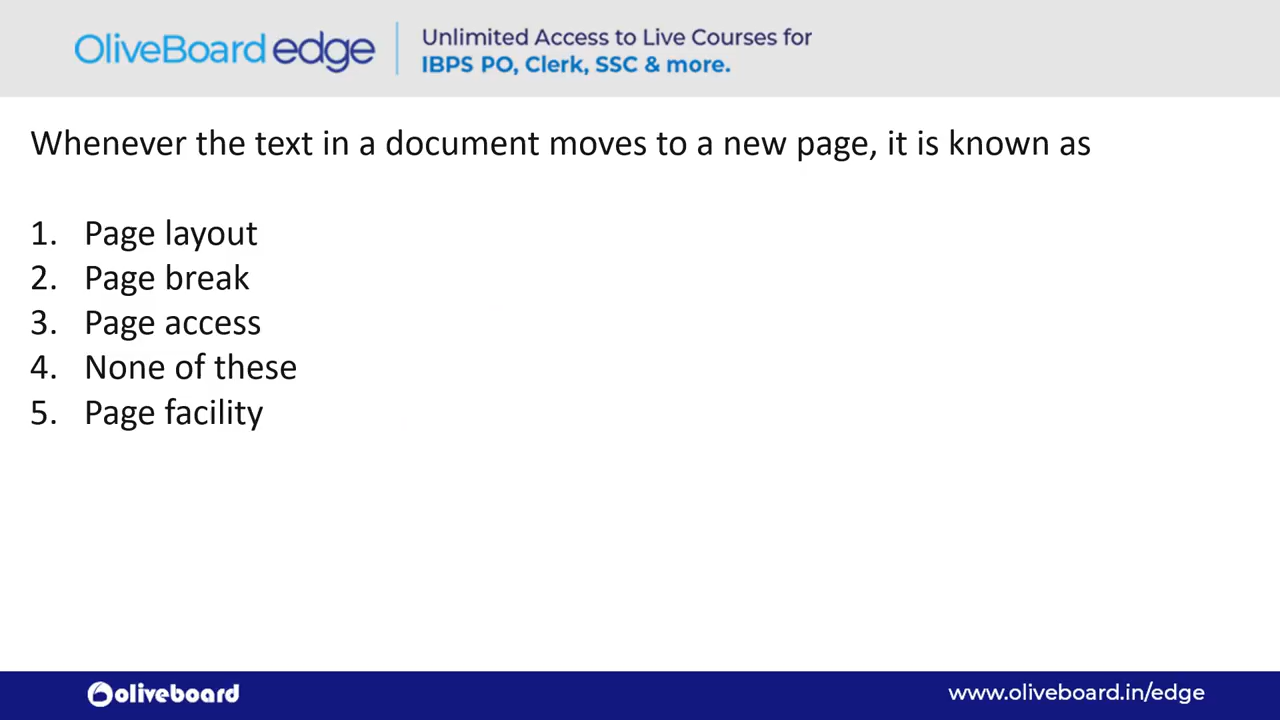 OliveBoard edge
Unlimited Access to Live Courses for
IBPS PO, Clerk, SSC & more.
Whenever the text in a document moves to a new page, it is known as
1. Page layout
2. Page break
3. Page access
4. None of these
5. Page facility
oliveboard
www.oliveboard.in/edge